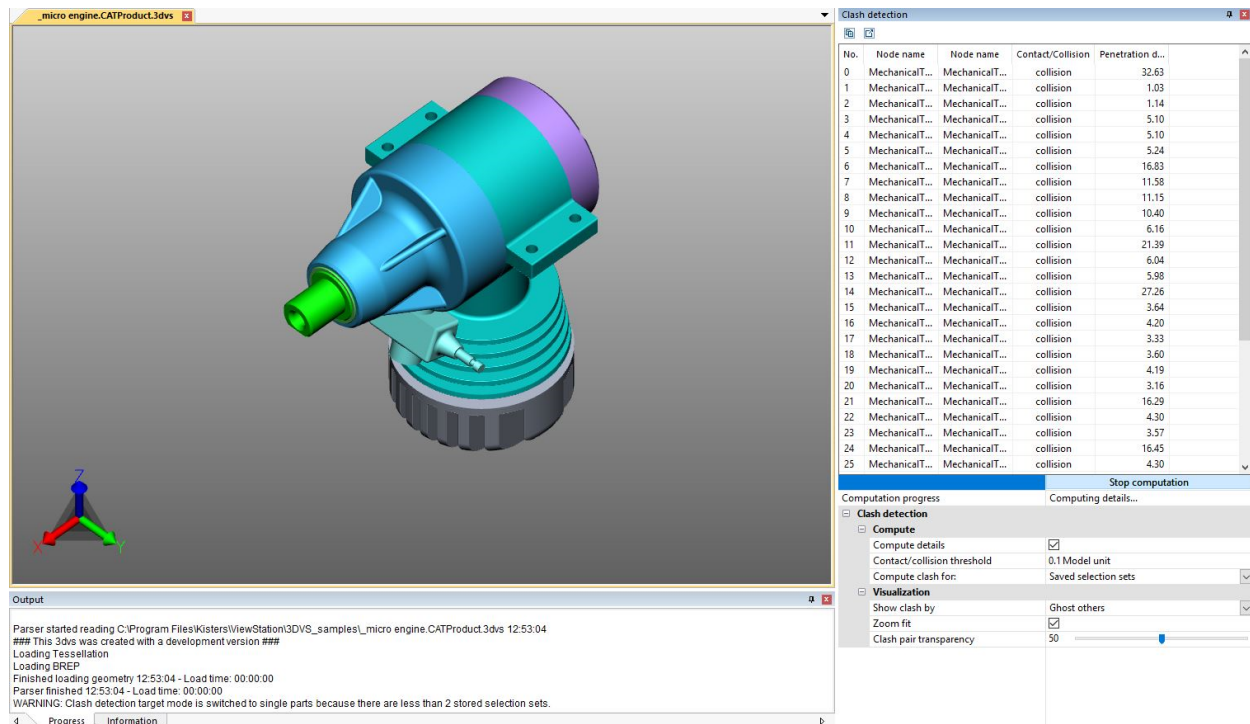 _micro engine.CATProduct.3dvs
Z
X
Y
Output
Parser started reading C:\Program Files\Kisters\ViewStation\3DVS_samples\_micro engine.CATProduct.3dvs 12:53:04
### This 3dvs was created with a development version ###
Loading Tessellation
Loading BREP
Finished loading geometry 12:53:04 - Load time: 00:00:00
Parser finished 12:53:04 - Load time: 00:00:00
WARNING: Clash detection target mode is switched to single parts because there are less than 2 stored selection sets.
Progress Information
Clash detection
No. Node name Node name Contact/Collision Penetration d...
0 MechanicalT... MechanicalT... collision 32.63
1 MechanicalT... MechanicalT... collision 1.03
2 MechanicalT... MechanicalT... collision 1.14
3 MechanicalT... MechanicalT... collision 5.10
4 MechanicalT... MechanicalT... collision 5.10
5 MechanicalT... MechanicalT... collision 5.24
6 MechanicalT... MechanicalT... collision 16.83
7 MechanicalT... MechanicalT... collision 11.58
8 MechanicalT... MechanicalT... collision 11.15
9 MechanicalT... MechanicalT... collision 10.40
10 MechanicalT... MechanicalT... collision 6.16
11 MechanicalT... MechanicalT... collision 21.39
12 MechanicalT... MechanicalT... collision 6.04
13 MechanicalT... MechanicalT... collision 5.98
14 MechanicalT... MechanicalT... collision 27.26
15 MechanicalT... MechanicalT... collision 3.64
16 MechanicalT... MechanicalT... collision 4.20
17 MechanicalT... MechanicalT... collision 3.33
18 MechanicalT... MechanicalT... collision 3.60
19 MechanicalT... MechanicalT... collision 4.19
20 MechanicalT... MechanicalT... collision 3.16
21 MechanicalT... MechanicalT... collision 16.29
22 MechanicalT... MechanicalT... collision 4.30
23 MechanicalT... MechanicalT... collision 3.57
24 MechanicalT... MechanicalT... collision 16.45
25 MechanicalT... MechanicalT... collision 4.30
Stop computation
Computation progress Computing details...
Clash detection
Compute
Compute details
Contact/collision threshold 0.1 Model unit
Compute clash for: Saved selection sets
Visualization
Show clash by Ghost others
Zoom fit
Clash pair transparency 50